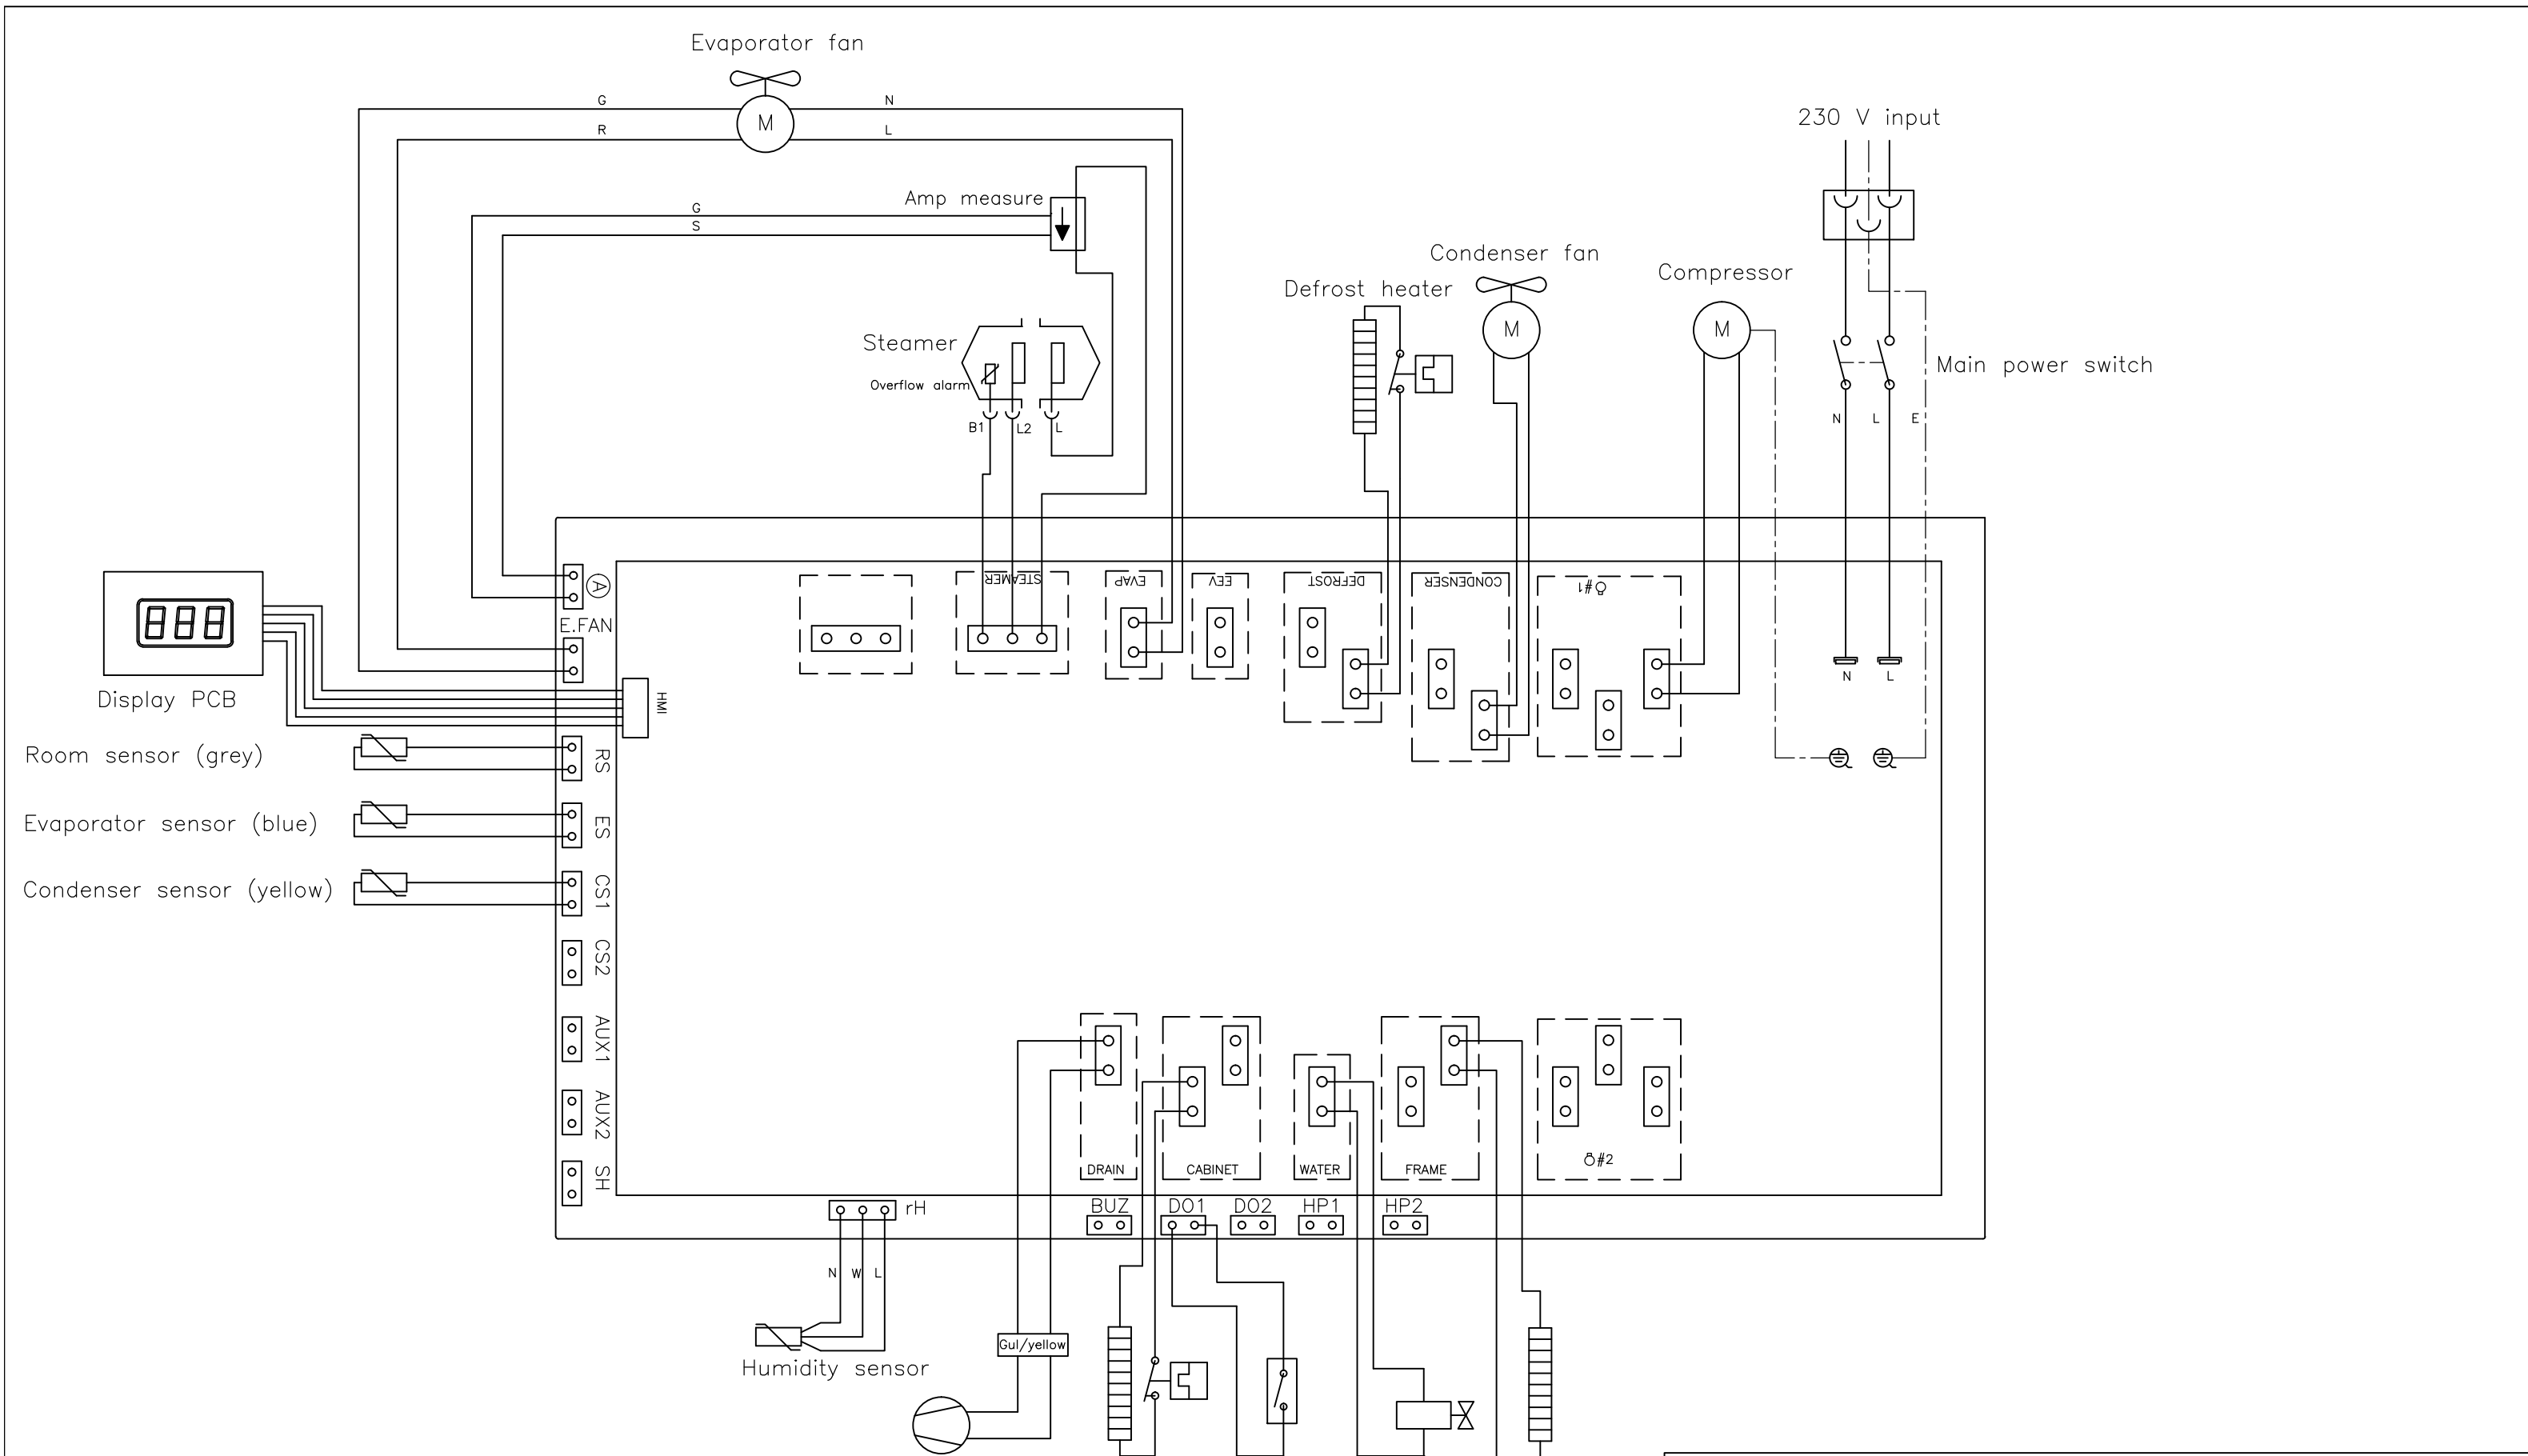 Evaporator fan
G
N
R
L
M
230 V input
Amp measure
G
S
Condenser fan
Compressor
Defrost heater
M
M
Steamer
Overflow alarm
B1
L2
L
Main power switch
N
L
E
A
E.FAN
STEAMER
EVAP
EEV
DEFROST
CONDENSER
#1
888
Display PCB
HMI
N
L
Room sensor (grey)
RS
Evaporator sensor (blue)
ES
Condenser sensor (yellow)
CS1
CS2
AUX1
AUX2
SH
DRAIN
CABINET
WATER
FRAME
#2
rH
BUZ
DO1
DO2
HP1
HP2
N
W
L
Gul/yellow
Humidity sensor